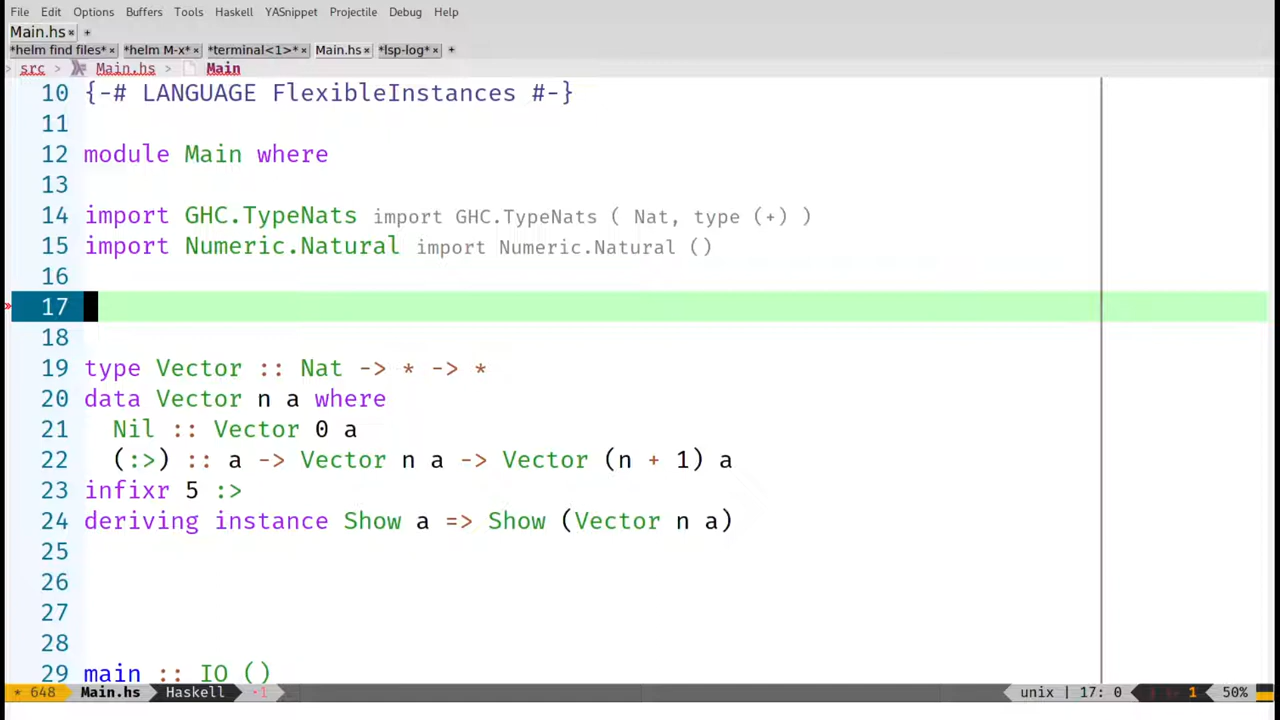 File Edit Options Buffers Tools Haskell YASnippet Projectile Debug Help
Main.hs × +
*helm find files* × *helm M-x* × *terminal<1>* × Main.hs × *lsp-log* × +
> src > Main.hs > Main
10 {-# LANGUAGE FlexibleInstances #-}
11
12 module Main where
13
14 import GHC.TypeNats import GHC.TypeNats ( Nat, type (+) )
15 import Numeric.Natural import Numeric.Natural ()
16
» 17
18
19 type Vector :: Nat -> * -> *
20 data Vector n a where
21 Nil :: Vector 0 a
22 (:>) :: a -> Vector n a -> Vector (n + 1) a
23 infixr 5 :>
24 deriving instance Show a => Show (Vector n a)
25
26
27
28
29 main :: IO ()
* 648 Main.hs Haskell •1 unix | 17: 0 1 50%